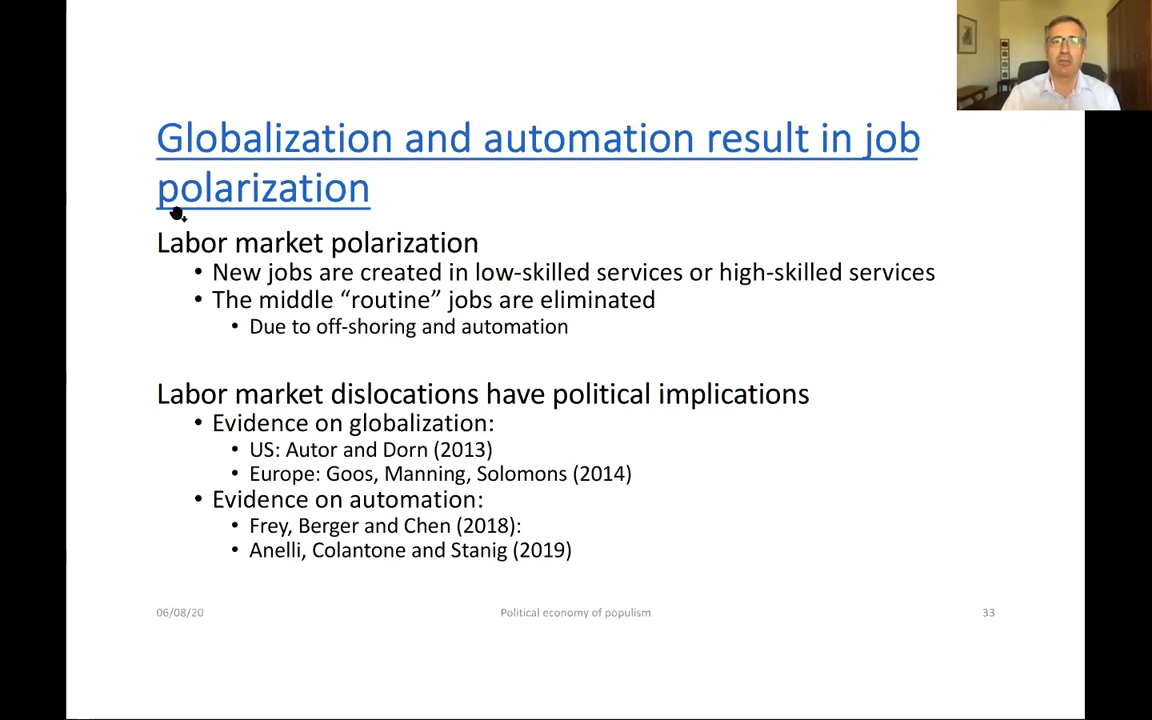 Globalization and automation result in job
polarization
Labor market polarization
• New jobs are created in low-skilled services or high-skilled services
• The middle “routine” jobs are eliminated
• Due to off-shoring and automation
Labor market dislocations have political implications
• Evidence on globalization:
• US: Autor and Dorn (2013)
• Europe: Goos, Manning, Solomons (2014)
• Evidence on automation:
• Frey, Berger and Chen (2018):
• Anelli, Colantone and Stanig (2019)
06/08/20
Political economy of populism
33